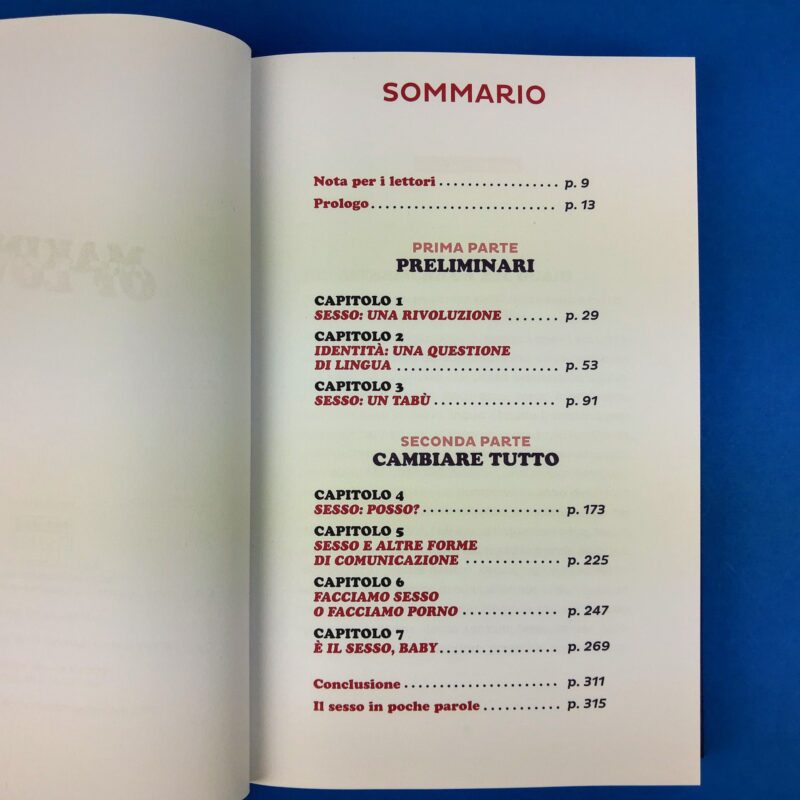 SOMMARIO
Nota per i lettori.................. p. 9
Prologo............................. p. 13
PRIMA PARTE
PRELIMINARI
CAPITOLO 1
SESSO: UNA RIVOLUZIONE ....... p. 29
CAPITOLO 2
IDENTITÀ: UNA QUESTIONE
DI LINGUA ........................ p. 53
CAPITOLO 3
SESSO: UN TABÙ.................. p. 91
SECONDA PARTE
CAMBIARE TUTTO
CAPITOLO 4
SESSO: POSSO?.................... p. 173
CAPITOLO 5
SESSO E ALTRE FORME
DI COMUNICAZIONE .............. p. 225
CAPITOLO 6
FACCIAMO SESSO
O FACCIAMO PORNO.............. p. 247
CAPITOLO 7
È IL SESSO, BABY................. p. 269
Conclusione....................... p. 311
Il sesso in poche parole........... p. 315